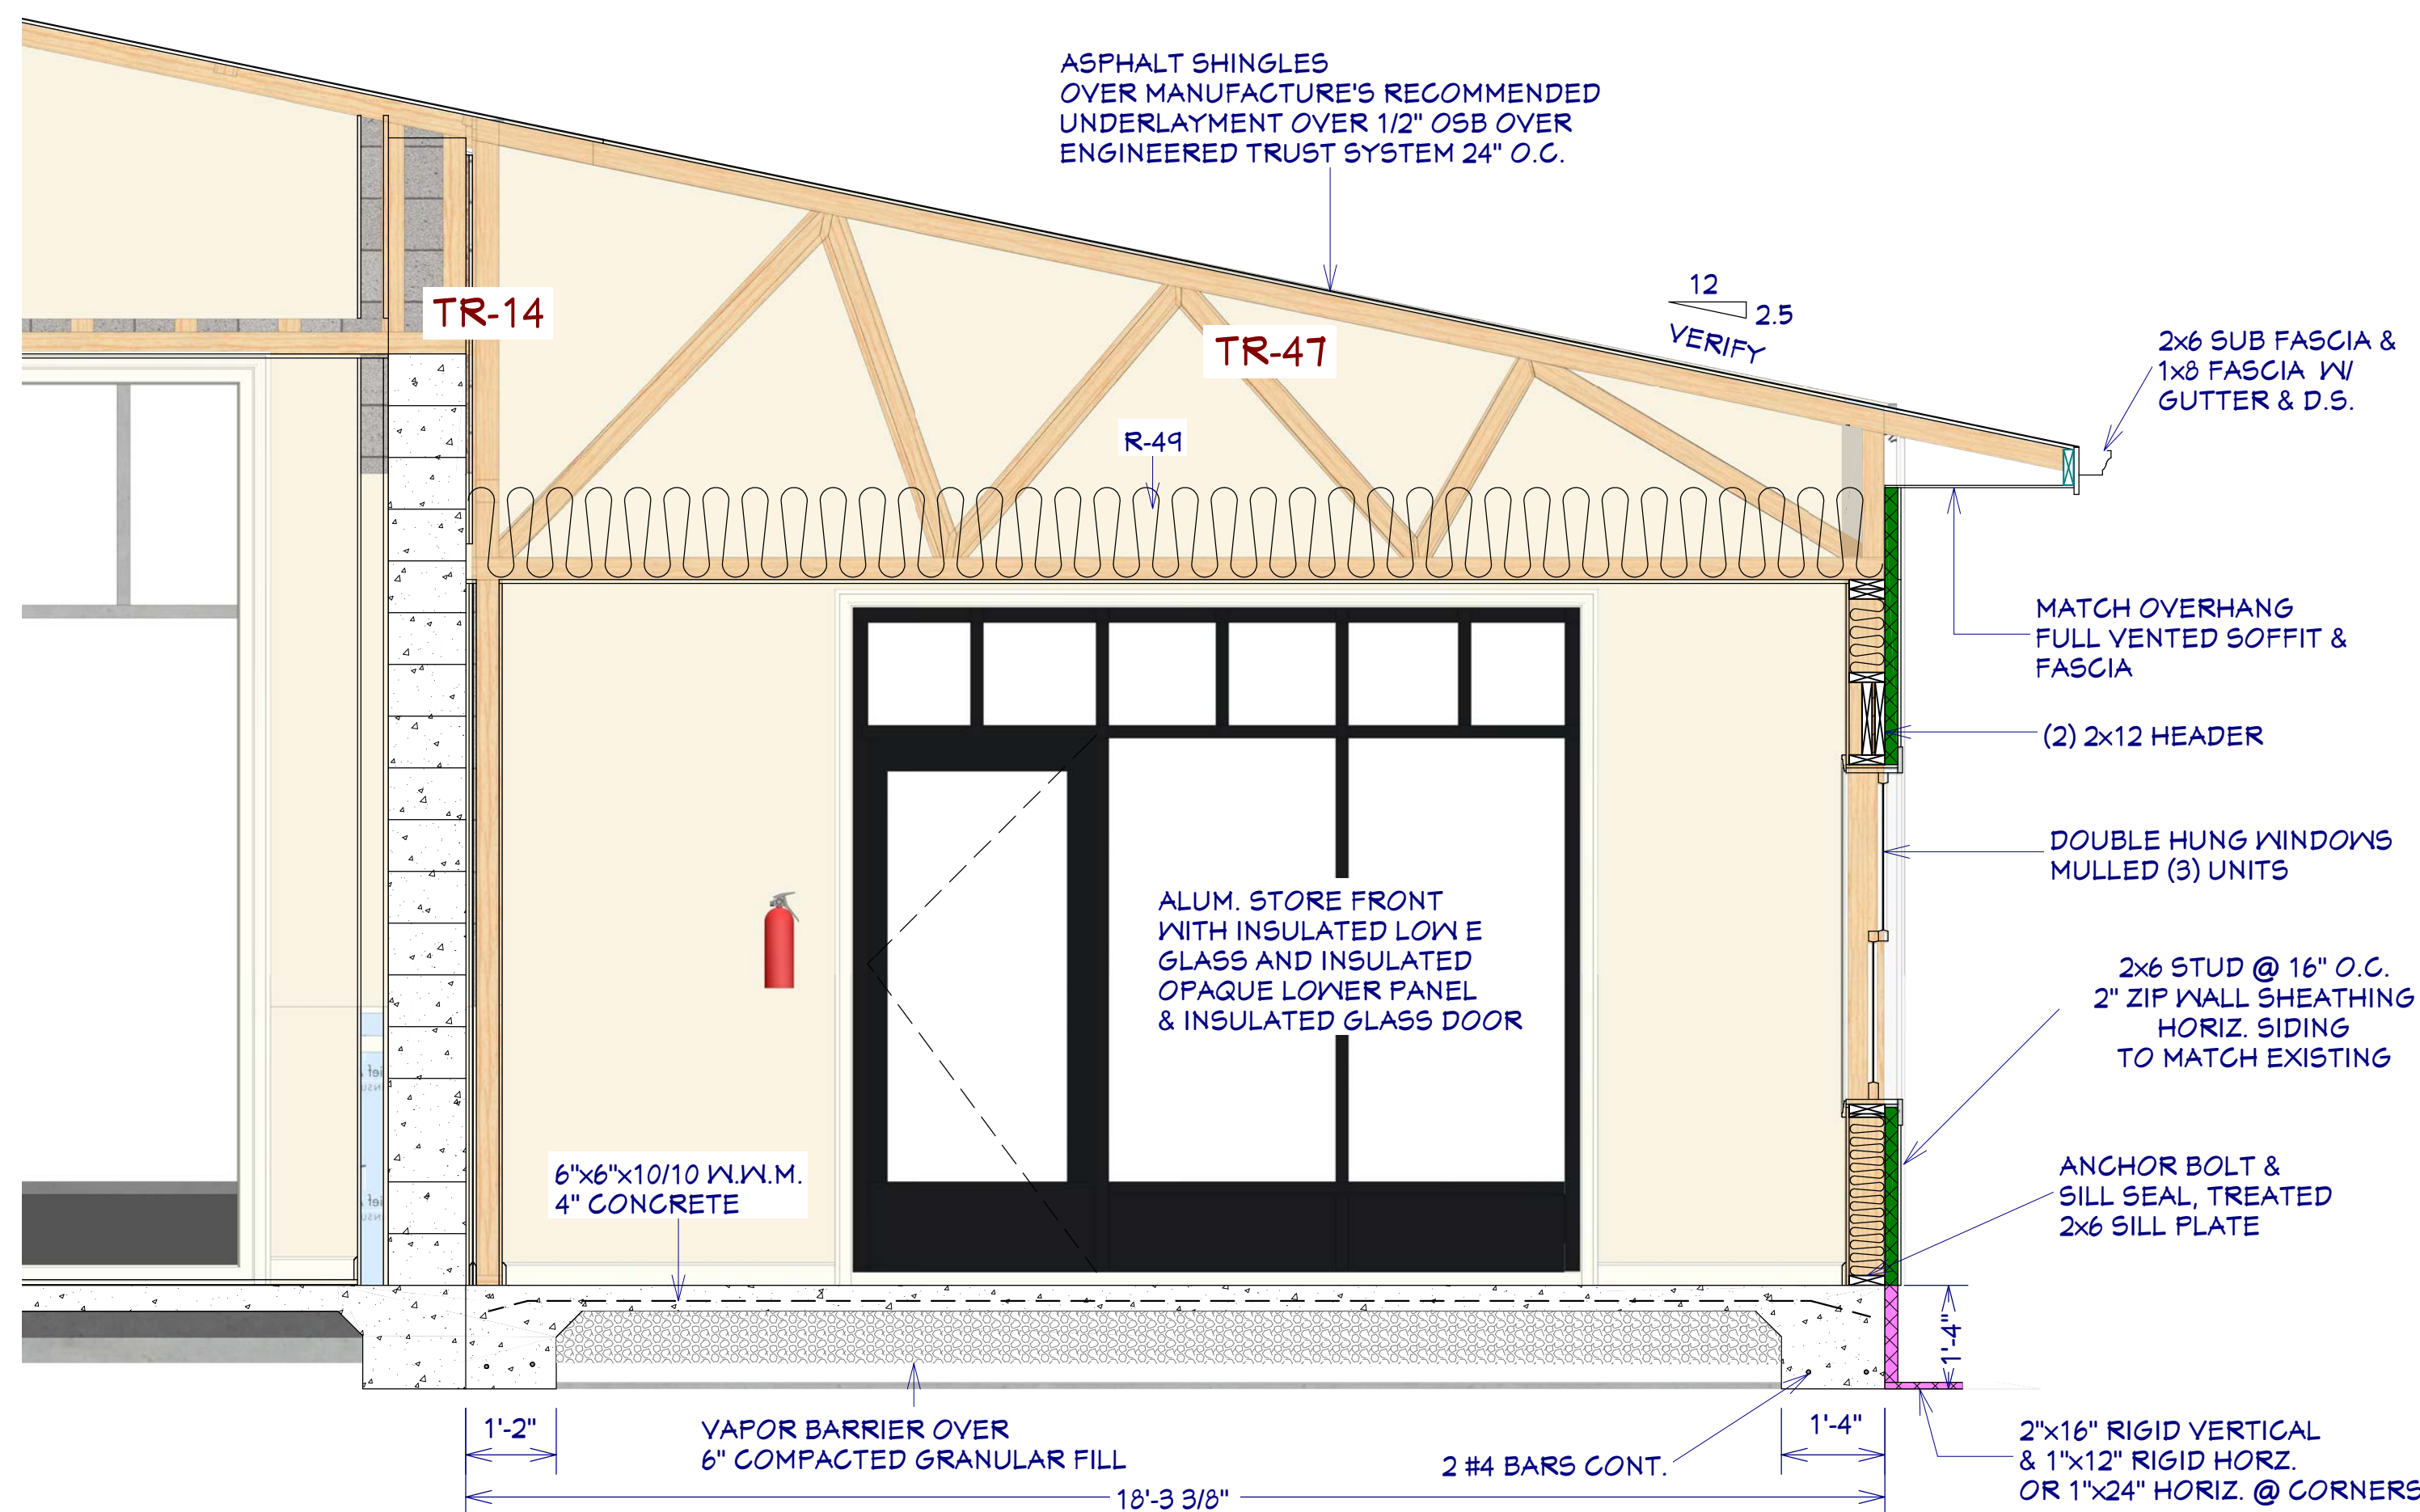 ASPHALT SHINGLES
OVER MANUFACTURE'S RECOMMENDED
UNDERLAYMENT OVER 1/2" OSB OVER
ENGINEERED TRUST SYSTEM 24" O.C.
12
2.5
VERIFY
TR-14
TR-47
R-49
2x6 SUB FASCIA &
1x8 FASCIA W/
GUTTER & D.S.
MATCH OVERHANG
FULL VENTED SOFFIT &
FASCIA
(2) 2x12 HEADER
DOUBLE HUNG WINDOWS
MULLED (3) UNITS
ALUM. STORE FRONT
WITH INSULATED LOW E
GLASS AND INSULATED
OPAQUE LOWER PANEL
& INSULATED GLASS DOOR
2x6 STUD @ 16" O.C.
2" ZIP WALL SHEATHING
HORIZ. SIDING
TO MATCH EXISTING
6"x6"x10/10 W.W.M.
4" CONCRETE
ANCHOR BOLT &
SILL SEAL, TREATED
2x6 SILL PLATE
1'-4"
1'-2"
VAPOR BARRIER OVER
6" COMPACTED GRANULAR FILL
2 #4 BARS CONT.
1'-4"
2"x16" RIGID VERTICAL
& 1"x12" RIGID HORZ.
OR 1"x24" HORIZ. @ CORNERS
18'-3 3/8"